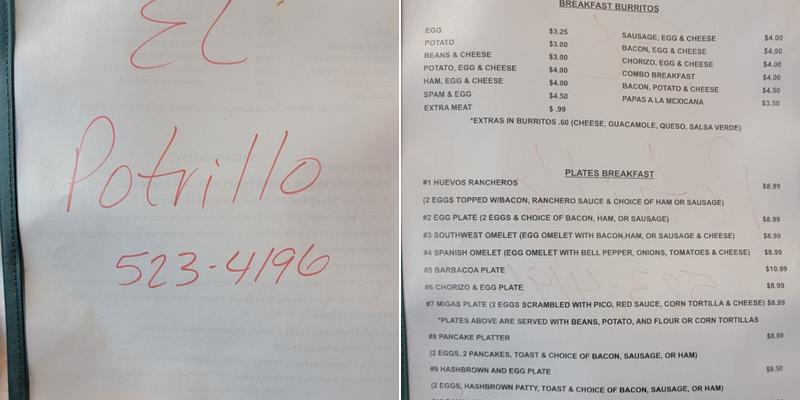 El
Potrillo
523-4196
BREAKFAST BURRITOS
EGG $3.25
POTATO $3.00
BEANS & CHEESE $3.00
POTATO, EGG & CHEESE $4.00
HAM, EGG & CHEESE $4.00
SPAM & EGG $4.50
EXTRA MEAT $ .99
SAUSAGE, EGG & CHEESE $4.00
BACON, EGG & CHEESE $4.00
CHORIZO, EGG & CHEESE $4.00
COMBO BREAKFAST $4.00
BACON, POTATO & CHEESE $4.50
PAPAS A LA MEXICANA $3.50
*EXTRAS IN BURRITOS .60 (CHEESE, GUACAMOLE, QUESO, SALSA VERDE)
PLATES BREAKFAST
#1 HUEVOS RANCHEROS $8.99
(2 EGGS TOPPED W/BACON, RANCHERO SAUCE & CHOICE OF HAM OR SAUSAGE)
#2 EGG PLATE (2 EGGS & CHOICE OF BACON, HAM, OR SAUSAGE) $8.99
#3 SOUTHWEST OMELET (EGG OMELET WITH BACON,HAM, OR SAUSAGE & CHEESE) $8.99
#4 SPANISH OMELET (EGG OMELET WITH BELL PEPPER, ONIONS, TOMATOES & CHEESE) $8.99
#5 BARBACOA PLATE $10.99
#6 CHORIZO & EGG PLATE $8.99
#7 MIGAS PLATE (2 EGGS SCRAMBLED WITH PICO, RED SAUCE, CORN TORTILLA & CHEESE) $8.99
*PLATES ABOVE ARE SERVED WITH BEANS, POTATO, AND FLOUR OR CORN TORTILLAS
#8 PANCAKE PLATTER $8.99
(2 EGGS, 2 PANCAKES, TOAST & CHOICE OF BACON, SAUSAGE, OR HAM)
#9 HASHBROWN AND EGG PLATE $8.50
(2 EGGS, HASHBROWN PATTY, TOAST & CHOICE OF BACON, SAUSAGE, OR HAM)